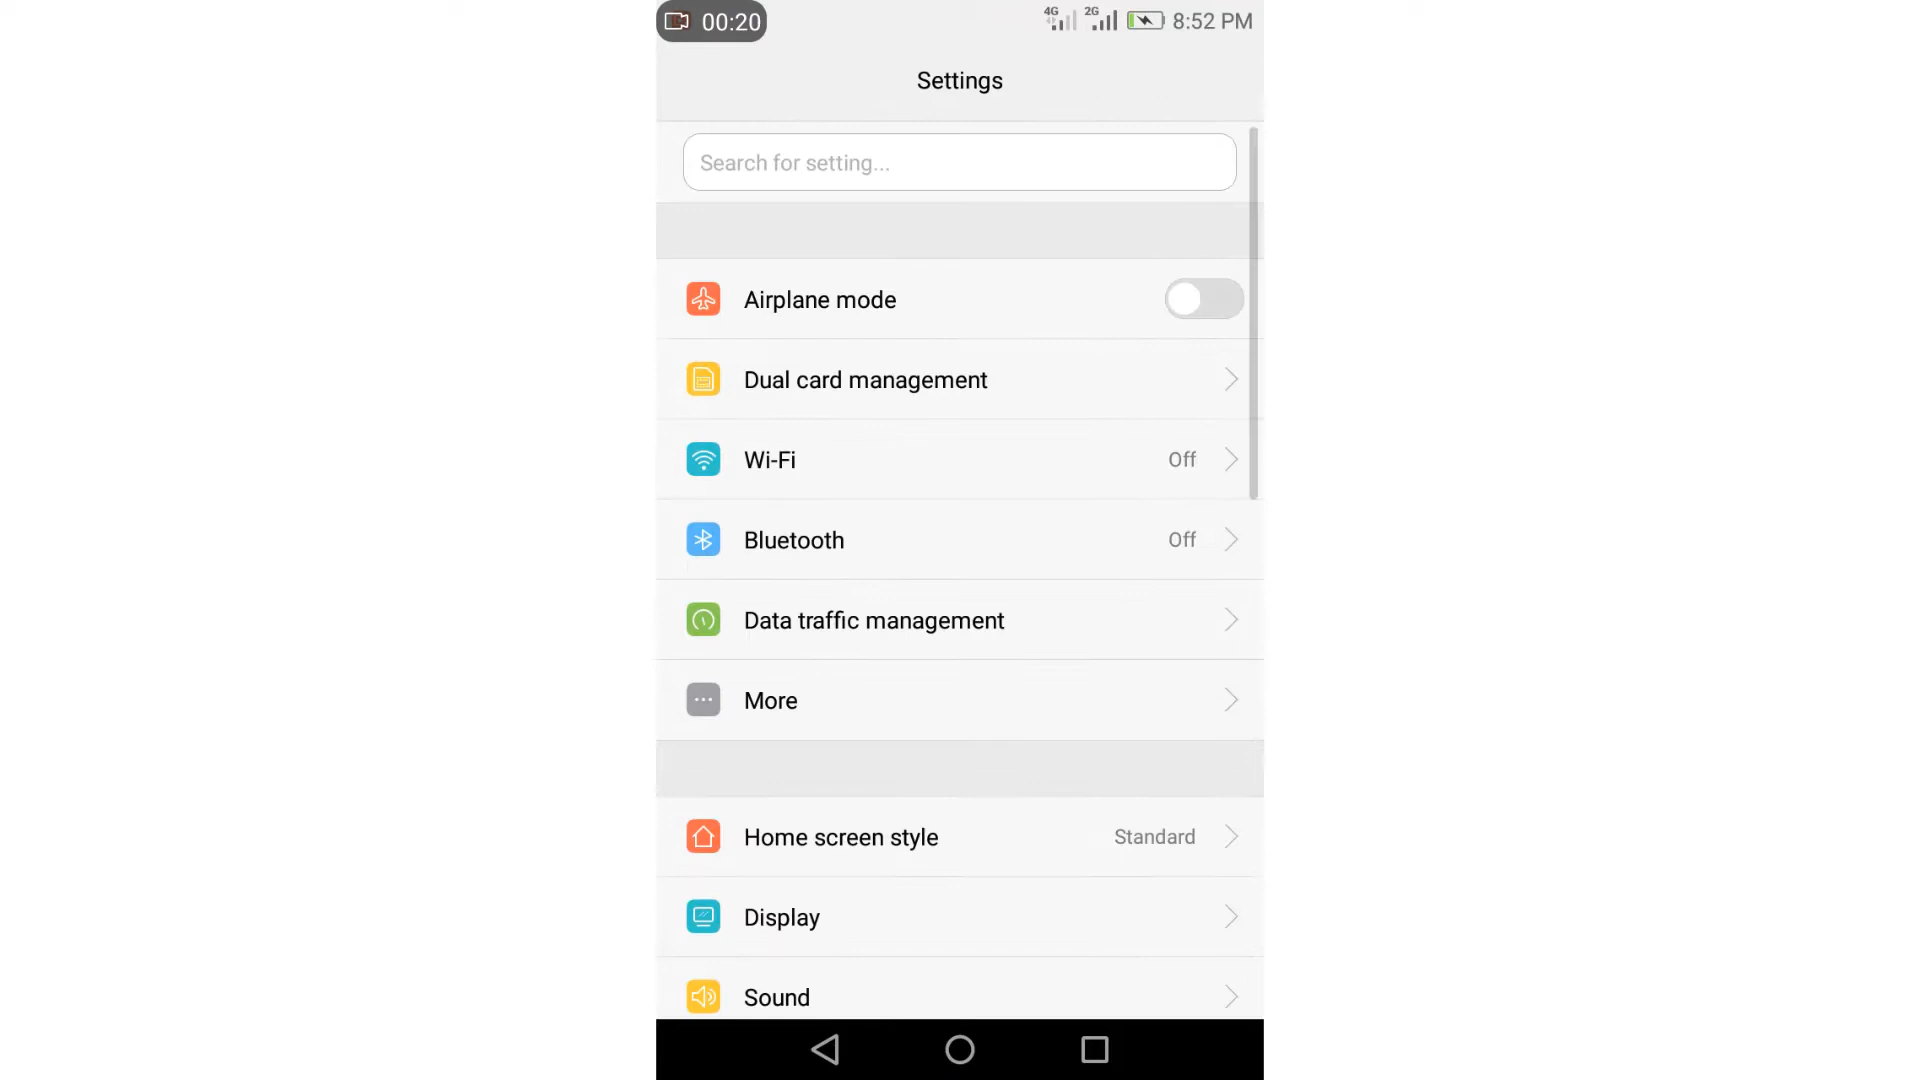 00:20
4G 2G 8:52 PM
Settings
Search for setting...
Airplane mode
Dual card management
Wi-Fi Off
Bluetooth Off
Data traffic management
More
Home screen style Standard
Display
Sound